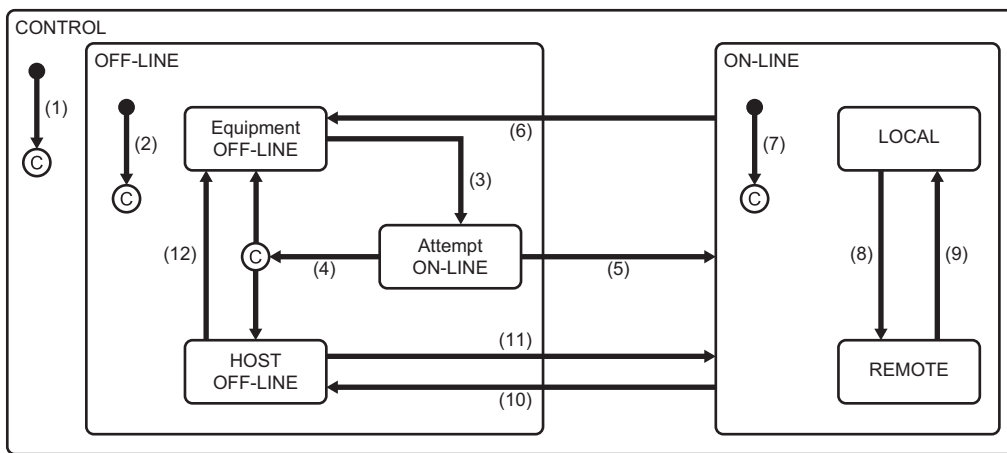 CONTROL
OFF-LINE
ON-LINE
(1)
C
(2)
C
Equipment
OFF-LINE
(6)
(3)
(7)
C
LOCAL
(12)
C
(4)
Attempt
ON-LINE
(5)
(8)
(9)
HOST
OFF-LINE
(11)
(10)
REMOTE